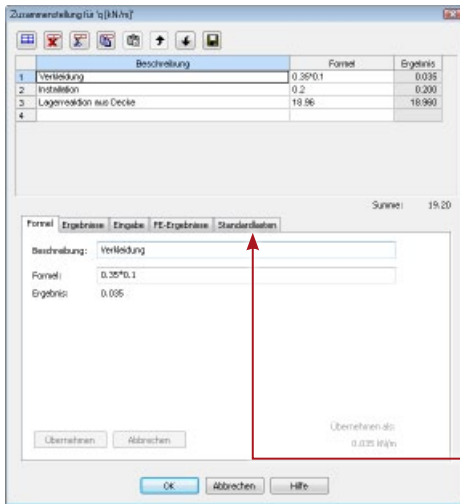 Zusammenstellung für 'q [kN/m]'
Beschreibung Formel Ergebnis
1 Verkleidung 0.35*0.1 0.035
2 Installation 0.2 0.200
3 Lagerreaktion aus Decke 18.96 18.960
4
Summe: 19.20
Formel Ergebnisse Eingabe FE-Ergebnisse Standardlasten
Beschreibung: Verkleidung
Formel: 0.35*0.1
Ergebnis: 0.035
Übernehmen als:
Übernehmen Abbrechen 0.035 kN/m
OK Abbrechen Hilfe